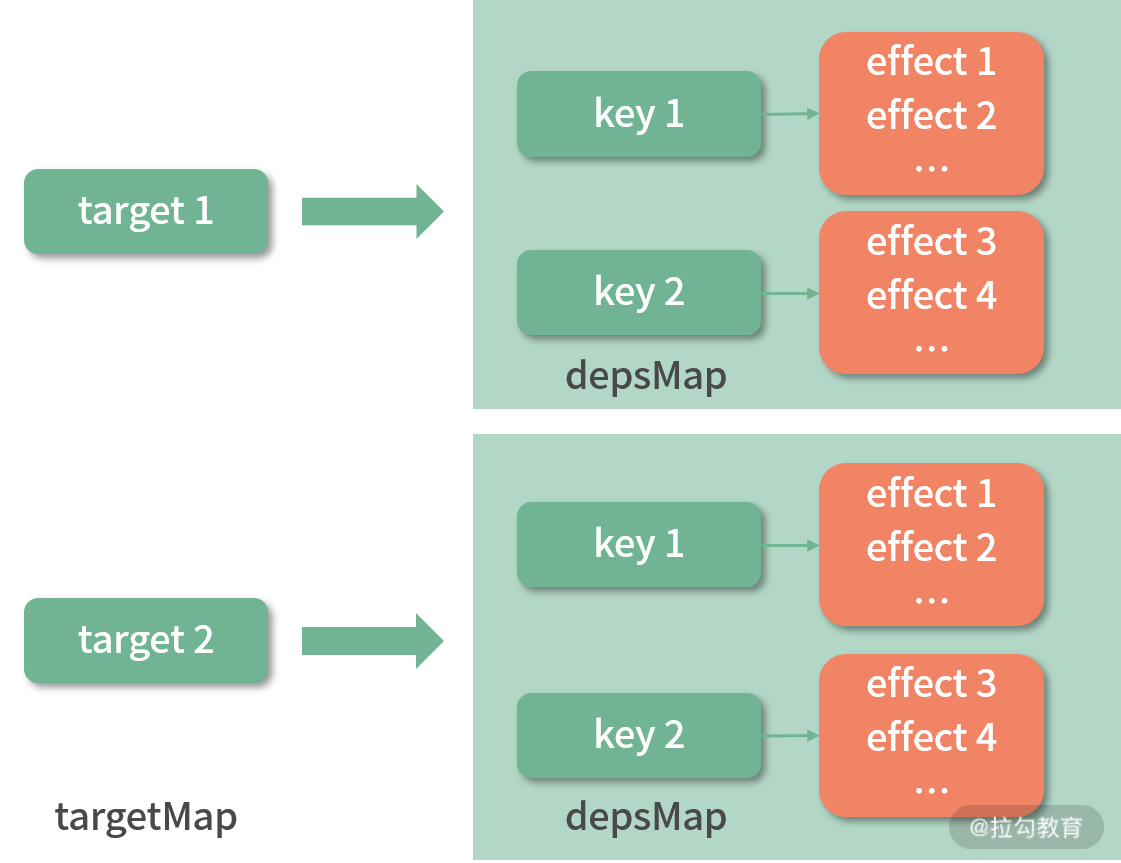 target 1
key 1
effect 1
effect 2
...
key 2
effect 3
effect 4
...
depsMap
target 2
key 1
effect 1
effect 2
...
key 2
effect 3
effect 4
...
targetMap
depsMap
@拉勾教育